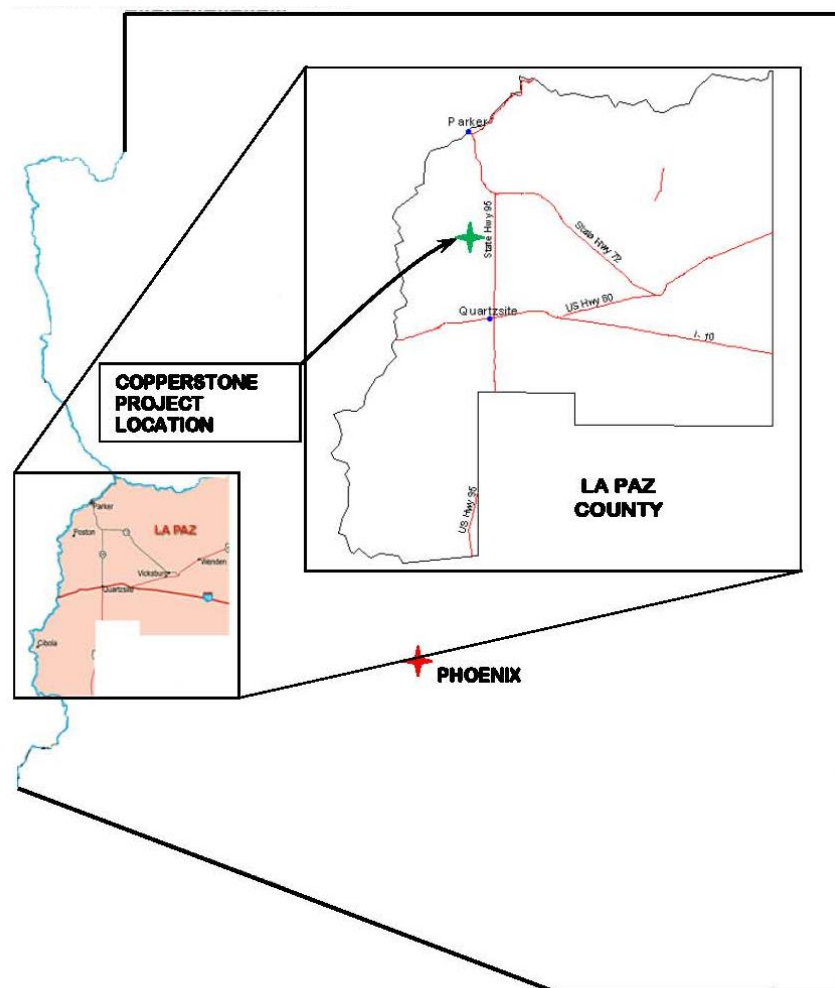 Parker
State Hwy 95
State Hwy 72
US Hwy 60
Quartzsite
I- 10
COPPERSTONE
PROJECT
LOCATION
LA PAZ
COUNTY
US Hwy 95
Parker
LA PAZ
Poston
Wenden
Vicksburg
Quartzsite
Cibola
PHOENIX